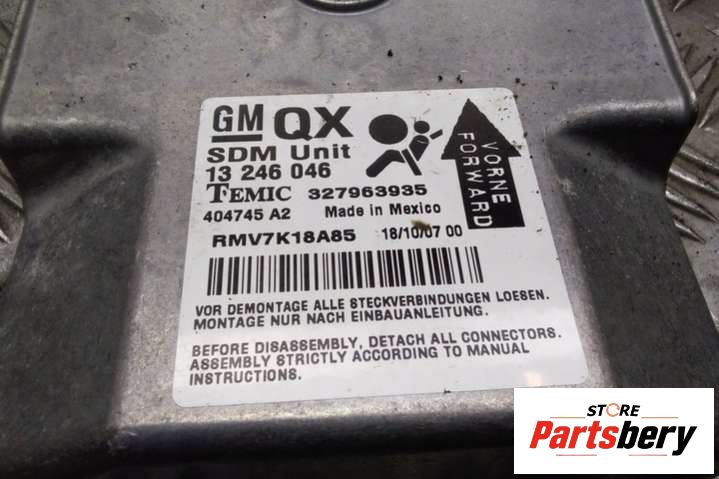 GM QX
SDM Unit
13 246 046
TEMIC 327963935
404745 A2 Made in Mexico
RMV7K18A85 18/10/07 00
VORNE
FORWARD
VOR DEMONTAGE ALLE STECKVERBINDUNGEN LOESEN.
MONTAGE NUR NACH EINBAUANLEITUNG.
BEFORE DISASSEMBLY, DETACH ALL CONNECTORS.
ASSEMBLY STRICTLY ACCORDING TO MANUAL
INSTRUCTIONS.
STORE
Partsbery